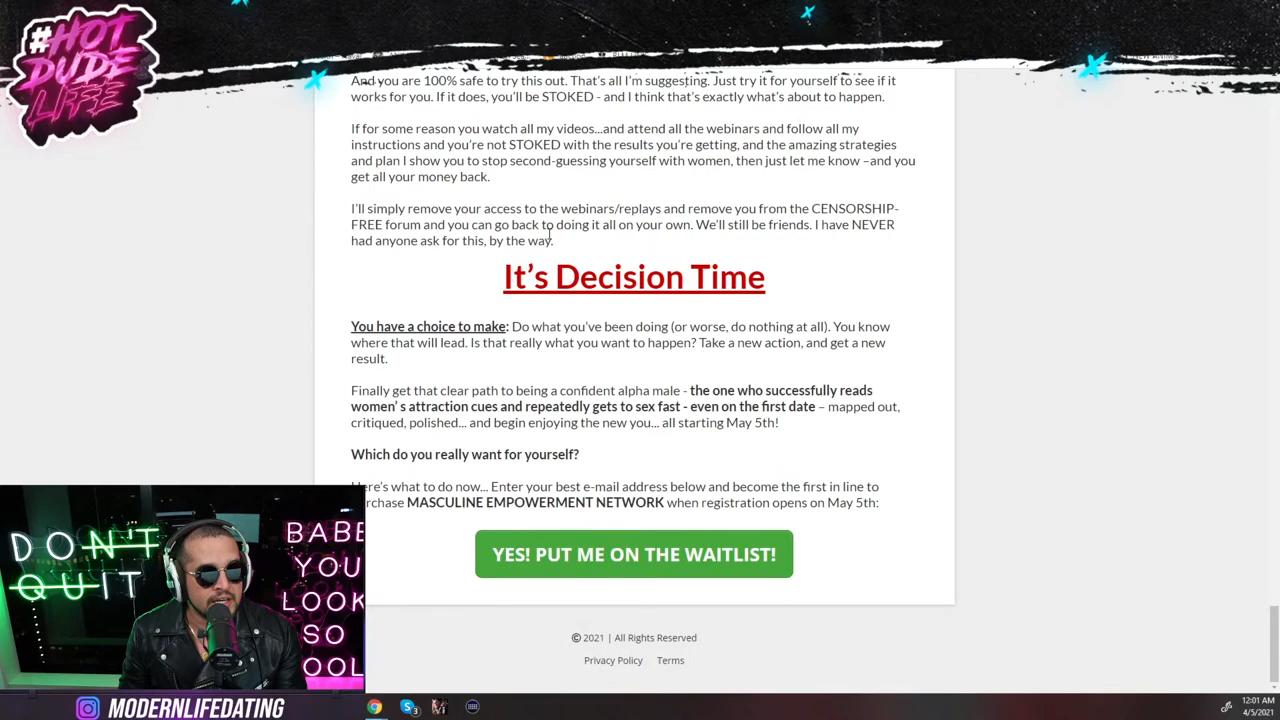 #HOT
DUDE
LIFE
And you are 100% safe to try this out. That's all I'm suggesting. Just try it for yourself to see if it
works for you. If it does, you'll be STOKED - and I think that's exactly what's about to happen.
If for some reason you watch all my videos...and attend all the webinars and follow all my
instructions and you're not STOKED with the results you're getting, and the amazing strategies
and plan I show you to stop second-guessing yourself with women, then just let me know –and you
get all your money back.
I'll simply remove your access to the webinars/replays and remove you from the CENSORSHIP-
FREE forum and you can go back to doing it all on your own. We'll still be friends. I have NEVER
had anyone ask for this, by the way.
It's Decision Time
You have a choice to make: Do what you've been doing (or worse, do nothing at all). You know
where that will lead. Is that really what you want to happen? Take a new action, and get a new
result.
Finally get that clear path to being a confident alpha male - the one who successfully reads
women' s attraction cues and repeatedly gets to sex fast - even on the first date – mapped out,
critiqued, polished... and begin enjoying the new you... all starting May 5th!
Which do you really want for yourself?
Here's what to do now... Enter your best e-mail address below and become the first in line to
rchase MASCULINE EMPOWERMENT NETWORK when registration opens on May 5th:
YES! PUT ME ON THE WAITLIST!
© 2021 | All Rights Reserved
Privacy Policy Terms
DON'T
QUIT
BABE
YOU
LOOK
SO
OOL
MODERNLIFEDATING
12:01 AM
4/5/2021